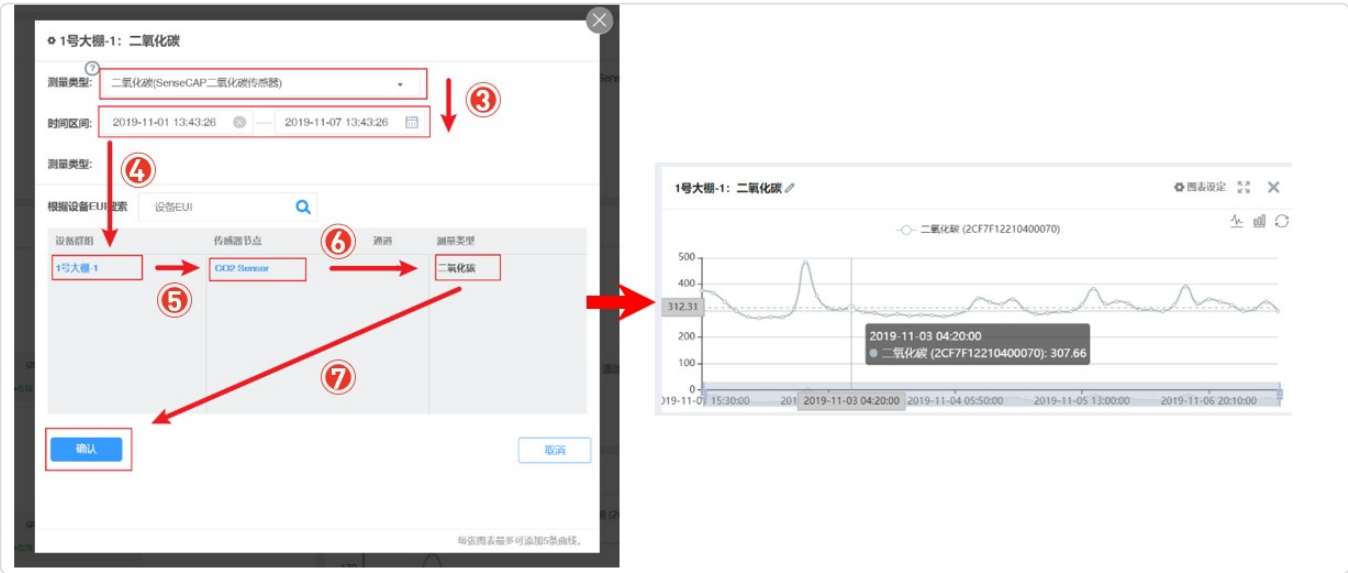 1号大棚-1：二氧化碳
?
测量类型: 二氧化碳(SenseCAP二氧化碳传感器)
③
时间区间: 2019-11-01 13:43:26 — 2019-11-07 13:43:26
④
测量类型:
根据设备EUI搜索 设备EUI
设备群组 传感器节点 ⑥ 通道 测量类型
1号大棚-1 CO2 Sensor 二氧化碳
⑤
⑦
确认 取消
每张图表最多可添加5条曲线。
1号大棚-1：二氧化碳 图表设定
二氧化碳 (2CF7F12210400070)
500
400
312.31
200
2019-11-03 04:20:00
二氧化碳 (2CF7F12210400070): 307.66
100
0
15:30:00 201 2019-11-03 04:20:00 2019-11-04 05:50:00 2019-11-05 13:00:00 2019-11-06 20:10:00